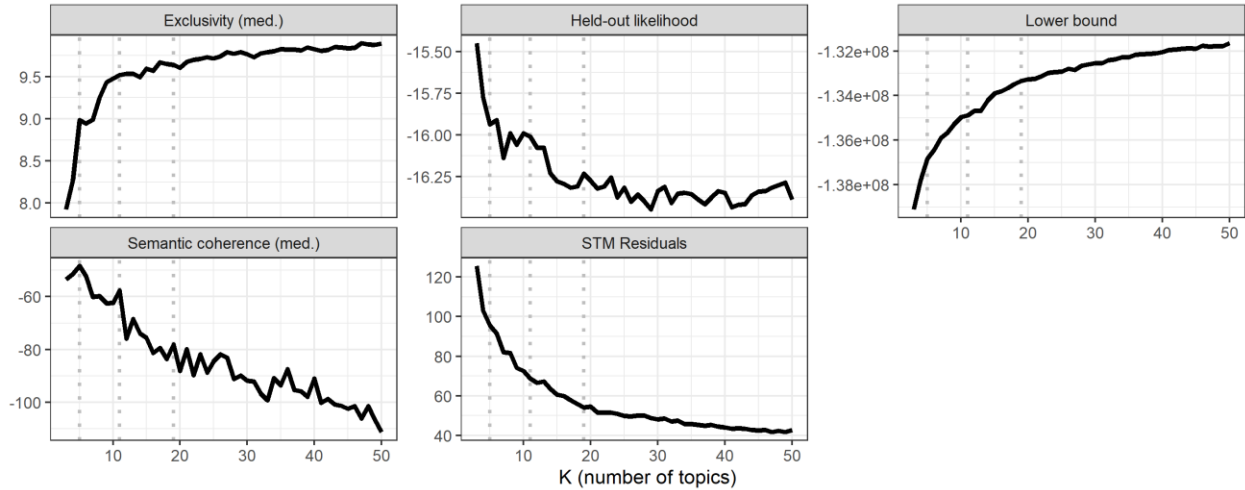 Exclusivity (med.)
9.5
9.0
8.5
8.0
Held-out likelihood
-15.50
-15.75
-16.00
-16.25
Lower bound
-1.32e+08
-1.34e+08
-1.36e+08
-1.38e+08
10 20 30 40 50
Semantic coherence (med.)
-60
-80
-100
10 20 30 40 50
STM Residuals
120
100
80
60
40
10 20 30 40 50
K (number of topics)